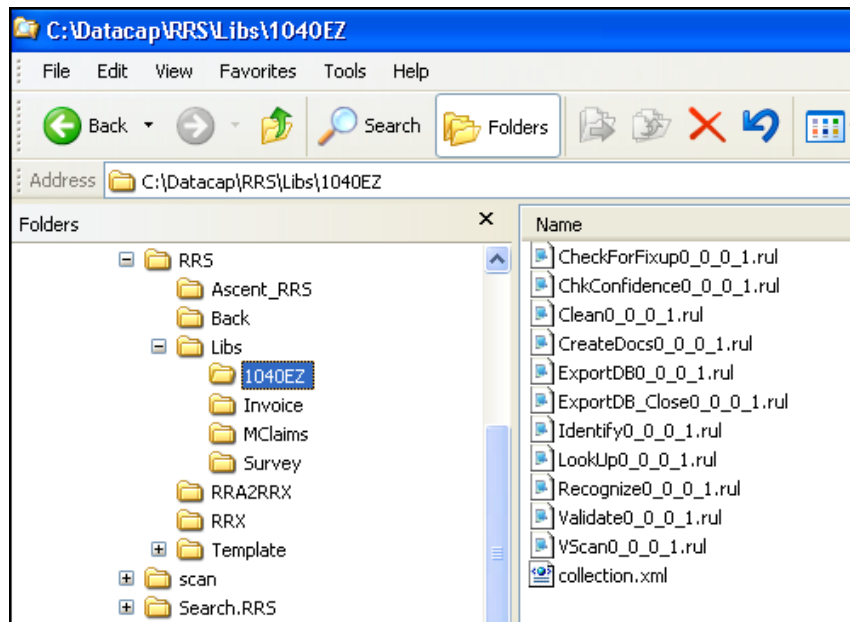 C:\Datacap\RRS\Libs\1040EZ
File Edit View Favorites Tools Help
Back Search Folders
Address C:\Datacap\RRS\Libs\1040EZ
Folders
RRS
Ascent_RRS
Back
Libs
1040EZ
Invoice
MClaims
Survey
RRA2RRX
RRX
Template
scan
Search.RRS
Name
CheckForFixup0_0_0_1.rul
ChkConfidence0_0_0_1.rul
Clean0_0_0_1.rul
CreateDocs0_0_0_1.rul
ExportDB0_0_0_1.rul
ExportDB_Close0_0_0_1.rul
Identify0_0_0_1.rul
LookUp0_0_0_1.rul
Recognize0_0_0_1.rul
Validate0_0_0_1.rul
VScan0_0_0_1.rul
collection.xml